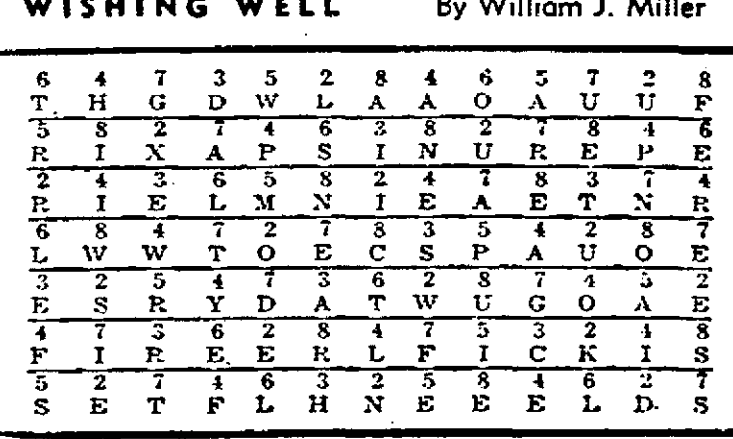 WISHING WELL By William J. Miller
6 4 7 3 5 2 8 4 6 5 7 2 8
T H G D W L A A O A U U F
5 8 2 7 4 6 3 8 2 7 8 4 6
R I X A P S I N U R E P E
2 4 3 6 5 8 2 4 7 8 3 7 4
R I E L M N I E A E T N R
6 8 4 7 2 7 8 3 5 4 2 8 7
L W W T O E C S P A U O E
3 2 5 4 7 3 6 2 8 7 4 5 2
E S R Y D A T W U G O A E
4 7 3 6 2 8 4 7 5 3 2 4 8
F I R E E R L F I C K I S
5 2 7 4 6 3 2 5 8 4 6 2 7
S E T F L H N E E E L D S